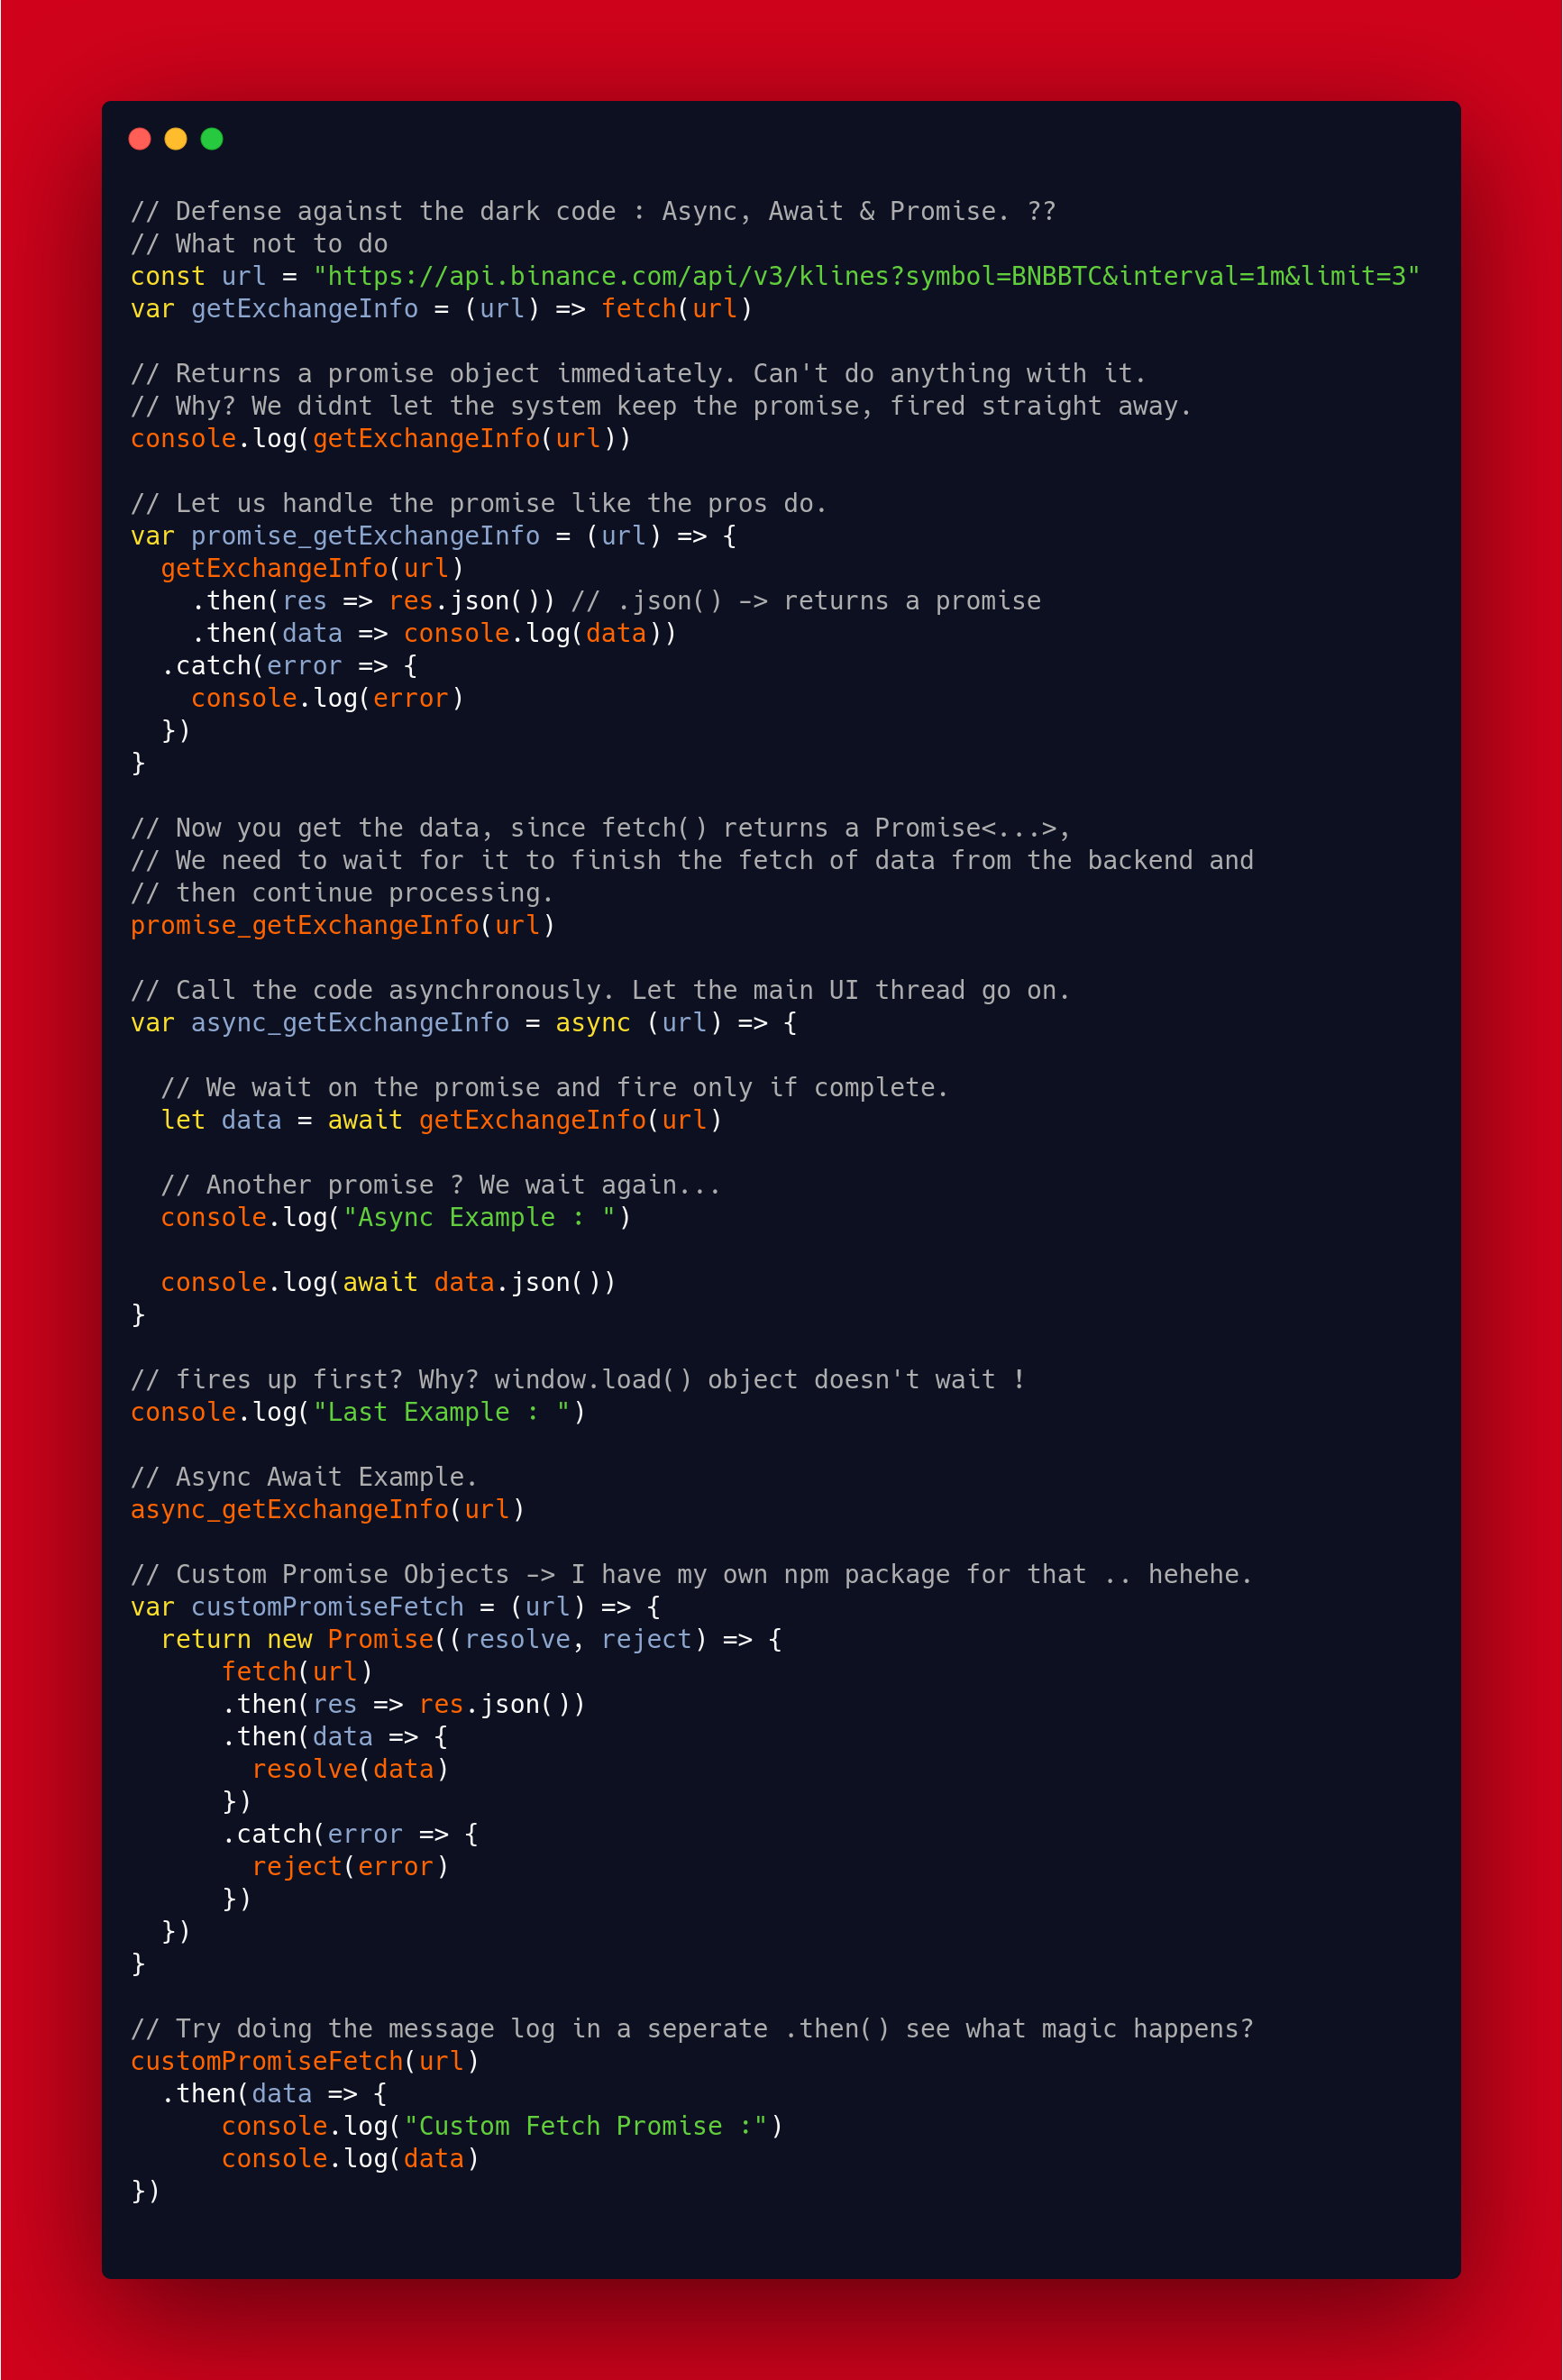 // Defense against the dark code : Async, Await & Promise. ??
// What not to do
const url = "https://api.binance.com/api/v3/klines?symbol=BNBBTC&interval=1m&limit=3"
var getExchangeInfo = (url) => fetch(url)

// Returns a promise object immediately. Can't do anything with it.
// Why? We didnt let the system keep the promise, fired straight away.
console.log(getExchangeInfo(url))

// Let us handle the promise like the pros do.
var promise_getExchangeInfo = (url) => {
  getExchangeInfo(url)
    .then(res => res.json()) // .json() -> returns a promise
    .then(data => console.log(data))
  .catch(error => {
    console.log(error)
  })
}

// Now you get the data, since fetch() returns a Promise<...>,
// We need to wait for it to finish the fetch of data from the backend and
// then continue processing.
promise_getExchangeInfo(url)

// Call the code asynchronously. Let the main UI thread go on.
var async_getExchangeInfo = async (url) => {

  // We wait on the promise and fire only if complete.
  let data = await getExchangeInfo(url)

  // Another promise ? We wait again...
  console.log("Async Example : ")

  console.log(await data.json())
}

// fires up first? Why? window.load() object doesn't wait !
console.log("Last Example : ")

// Async Await Example.
async_getExchangeInfo(url)

// Custom Promise Objects -> I have my own npm package for that .. hehehe.
var customPromiseFetch = (url) => {
  return new Promise((resolve, reject) => {
      fetch(url)
      .then(res => res.json())
      .then(data => {
        resolve(data)
      })
      .catch(error => {
        reject(error)
      })
  })
}

// Try doing the message log in a seperate .then() see what magic happens?
customPromiseFetch(url)
  .then(data => {
      console.log("Custom Fetch Promise :")
      console.log(data)
})